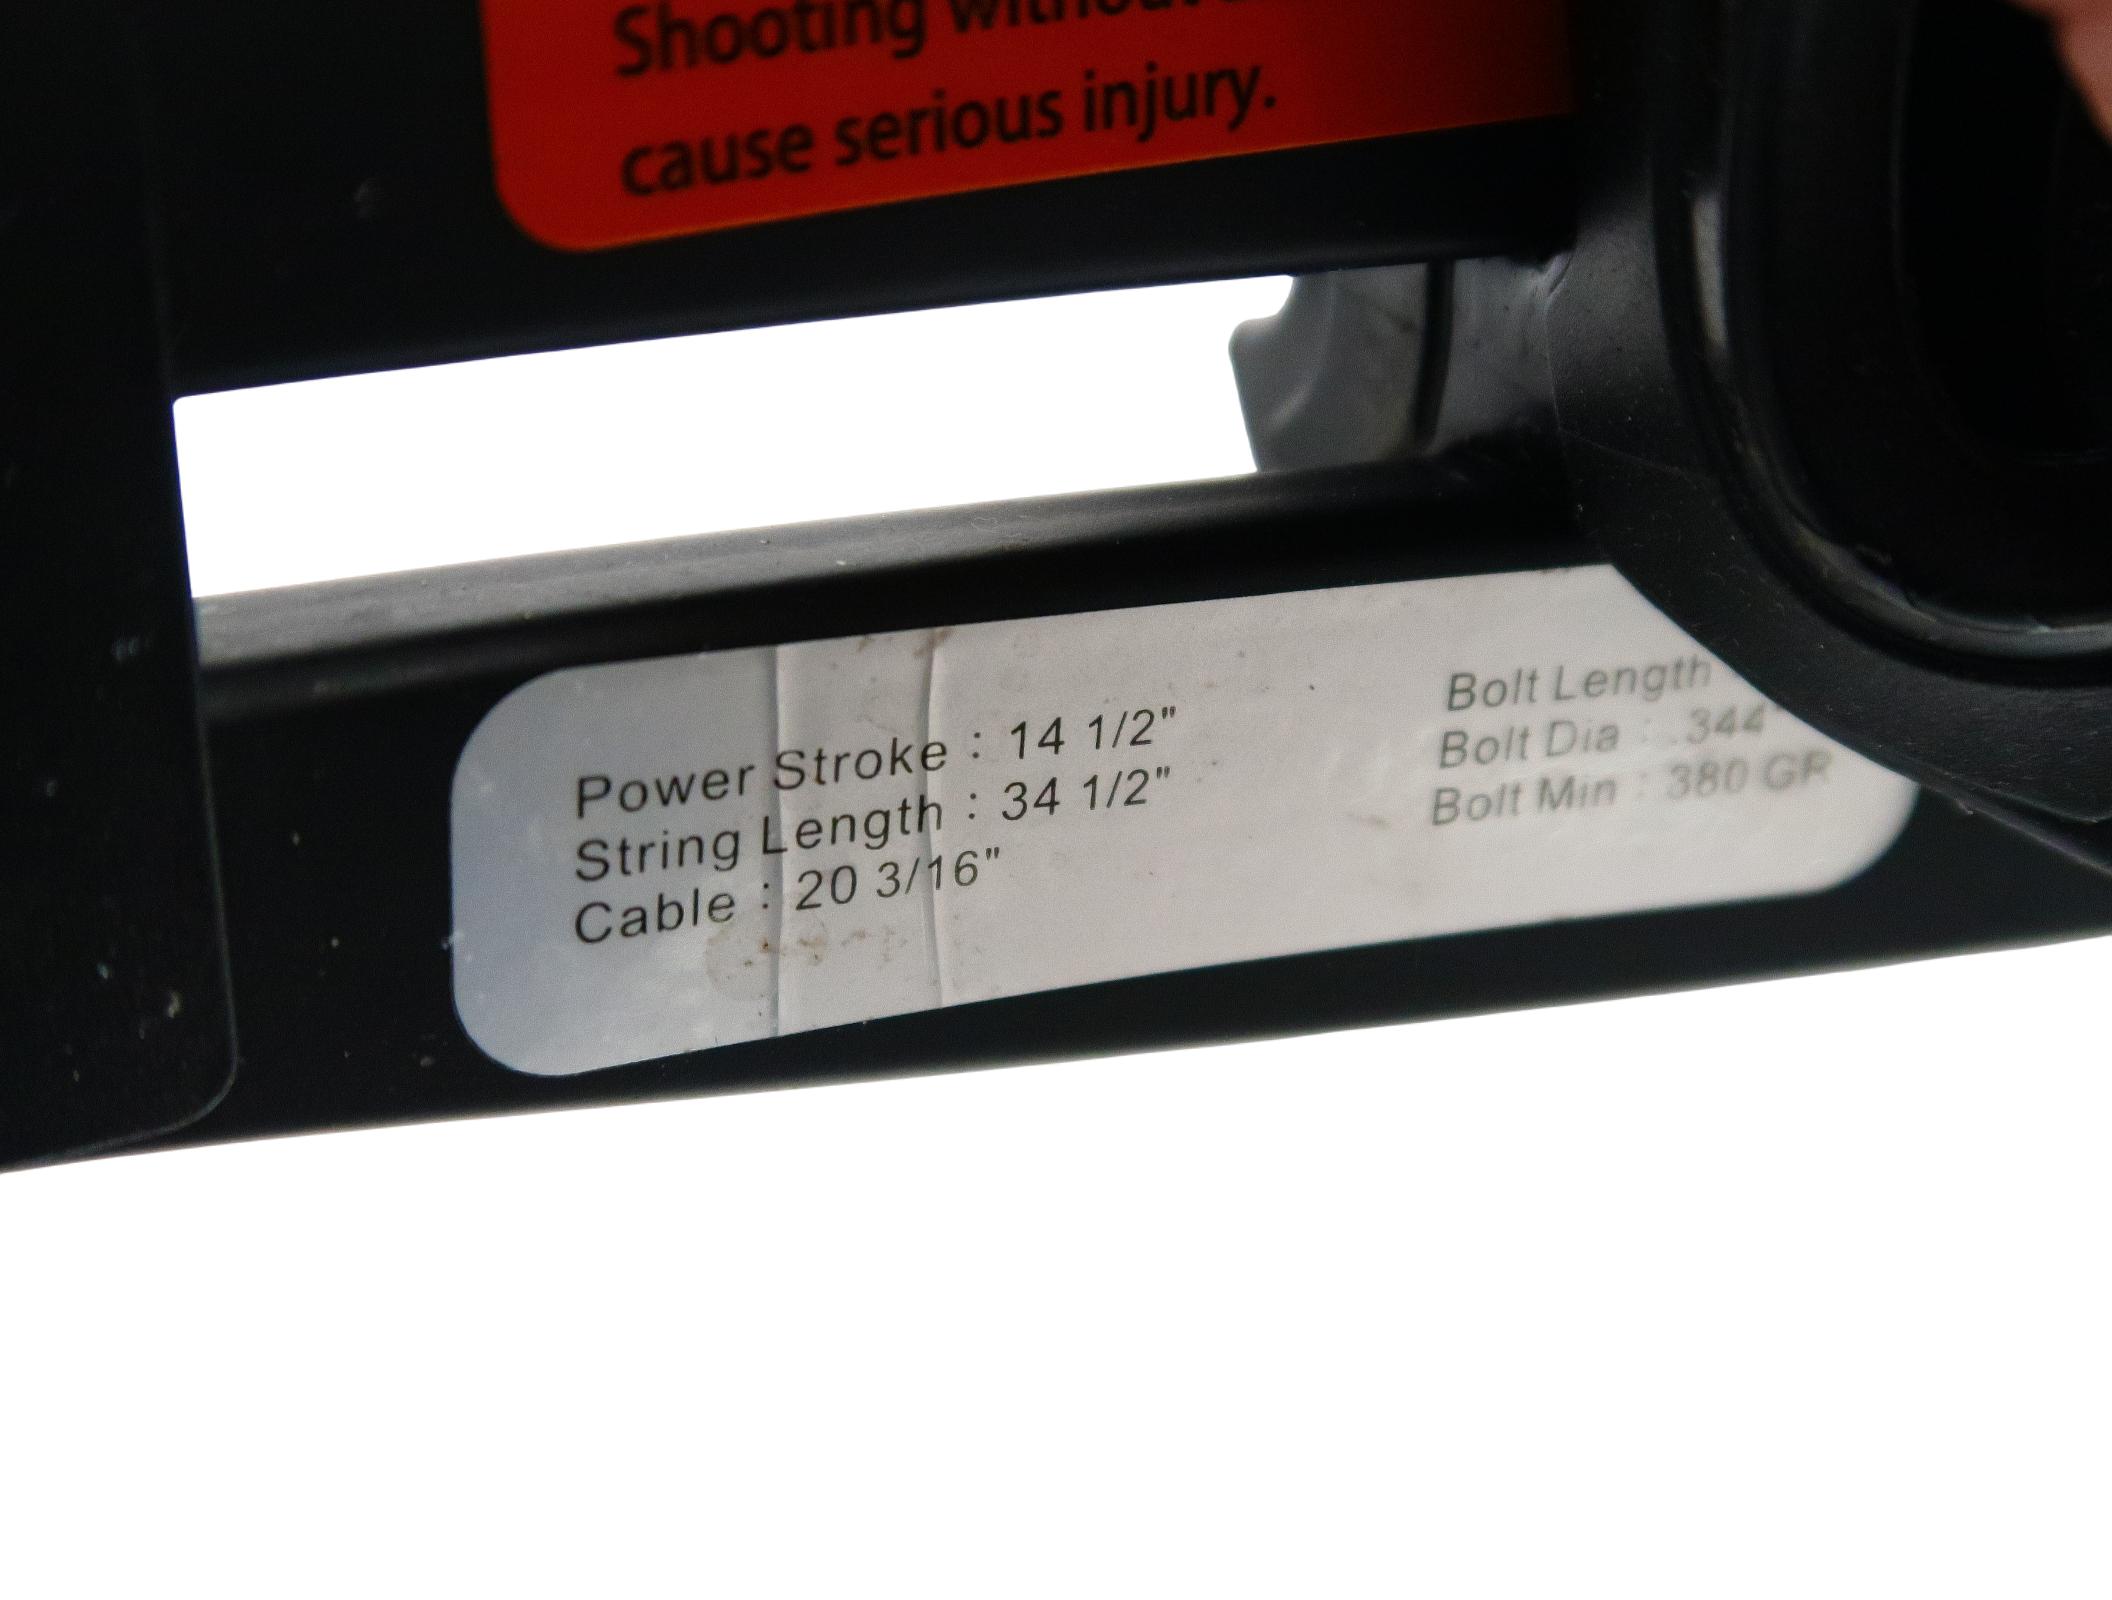 Shooting without
cause serious injury.
Power Stroke : 14 1/2"
String Length : 34 1/2"
Cable : 20 3/16"
Bolt Length
Bolt Dia : .344
Bolt Min : 380 GR